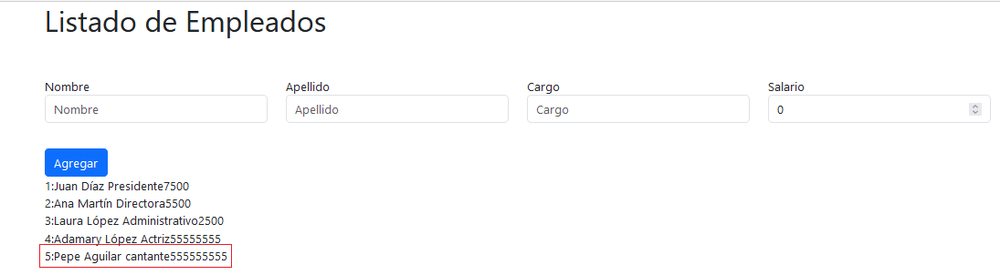 Listado de Empleados
Nombre Apellido Cargo Salario
Nombre Apellido Cargo 0
Agregar
1:Juan Díaz Presidente7500
2:Ana Martín Directora5500
3:Laura López Administrativo2500
4:Adamary López Actriz55555555
5:Pepe Aguilar cantante555555555